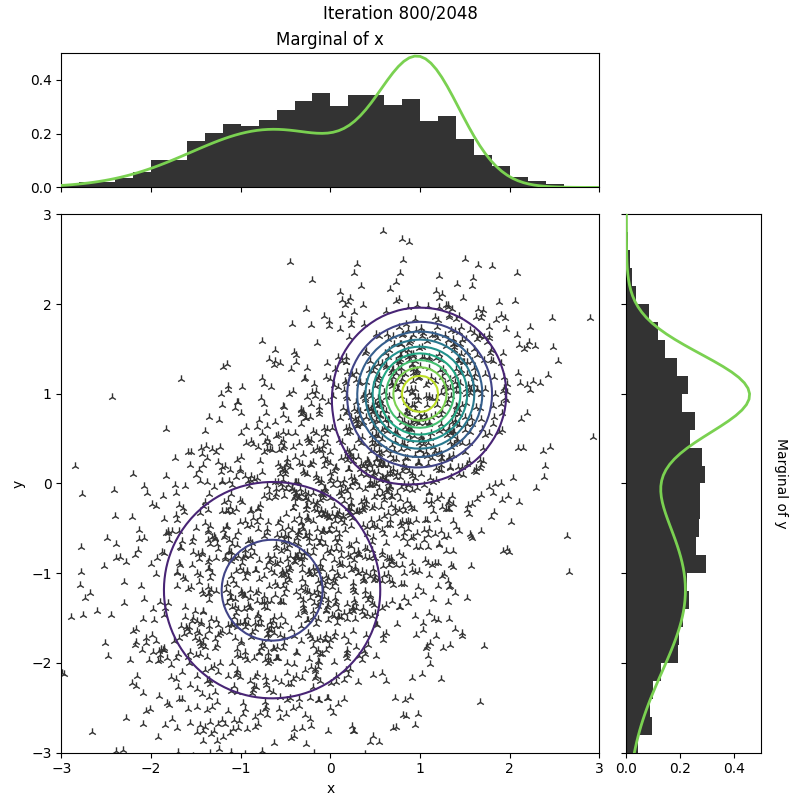 Iteration 800/2048
Marginal of x
0.4
0.2
0.0
3
2
1
0
−1
−2
−3
y
−3 −2 −1 0 1 2 3
x
0.0 0.2 0.4
Marginal of y